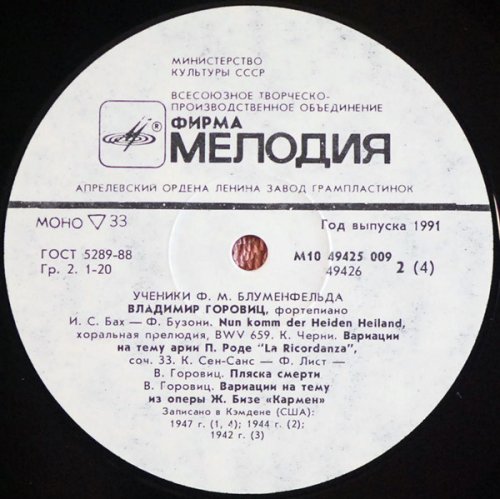 МИНИСТЕРСТВО
КУЛЬТУРЫ СССР
ВСЕСОЮЗНОЕ ТВОРЧЕСКО-
ПРОИЗВОДСТВЕННОЕ ОБЪЕДИНЕНИЕ
®
ФИРМА
МЕЛОДИЯ
АПРЕЛЕВСКИЙ ОРДЕНА ЛЕНИНА ЗАВОД ГРАМПЛАСТИНОК
МОНО ▽ 33
Год выпуска 1991
ГОСТ 5289-88
Гр. 2. 1-20
М10 49425 009
49426
2 (4)
УЧЕНИКИ Ф. М. БЛУМЕНФЕЛЬДА
ВЛАДИМИР ГОРОВИЦ, фортепиано
И. С. Бах — Ф. Бузони. Nun komm der Heiden Heiland,
хоральная прелюдия, BWV 659. К. Черни. Вариации
на тему арии П. Роде "La Ricordanza",
соч. 33. К. Сен-Санс — Ф. Лист —
В. Горовиц. Пляска смерти
В. Горовиц. Вариации на тему
из оперы Ж. Бизе «Кармен»
Записано в Кэмдене (США):
1947 г. (1, 4); 1944 г. (2);
1942 г. (3)